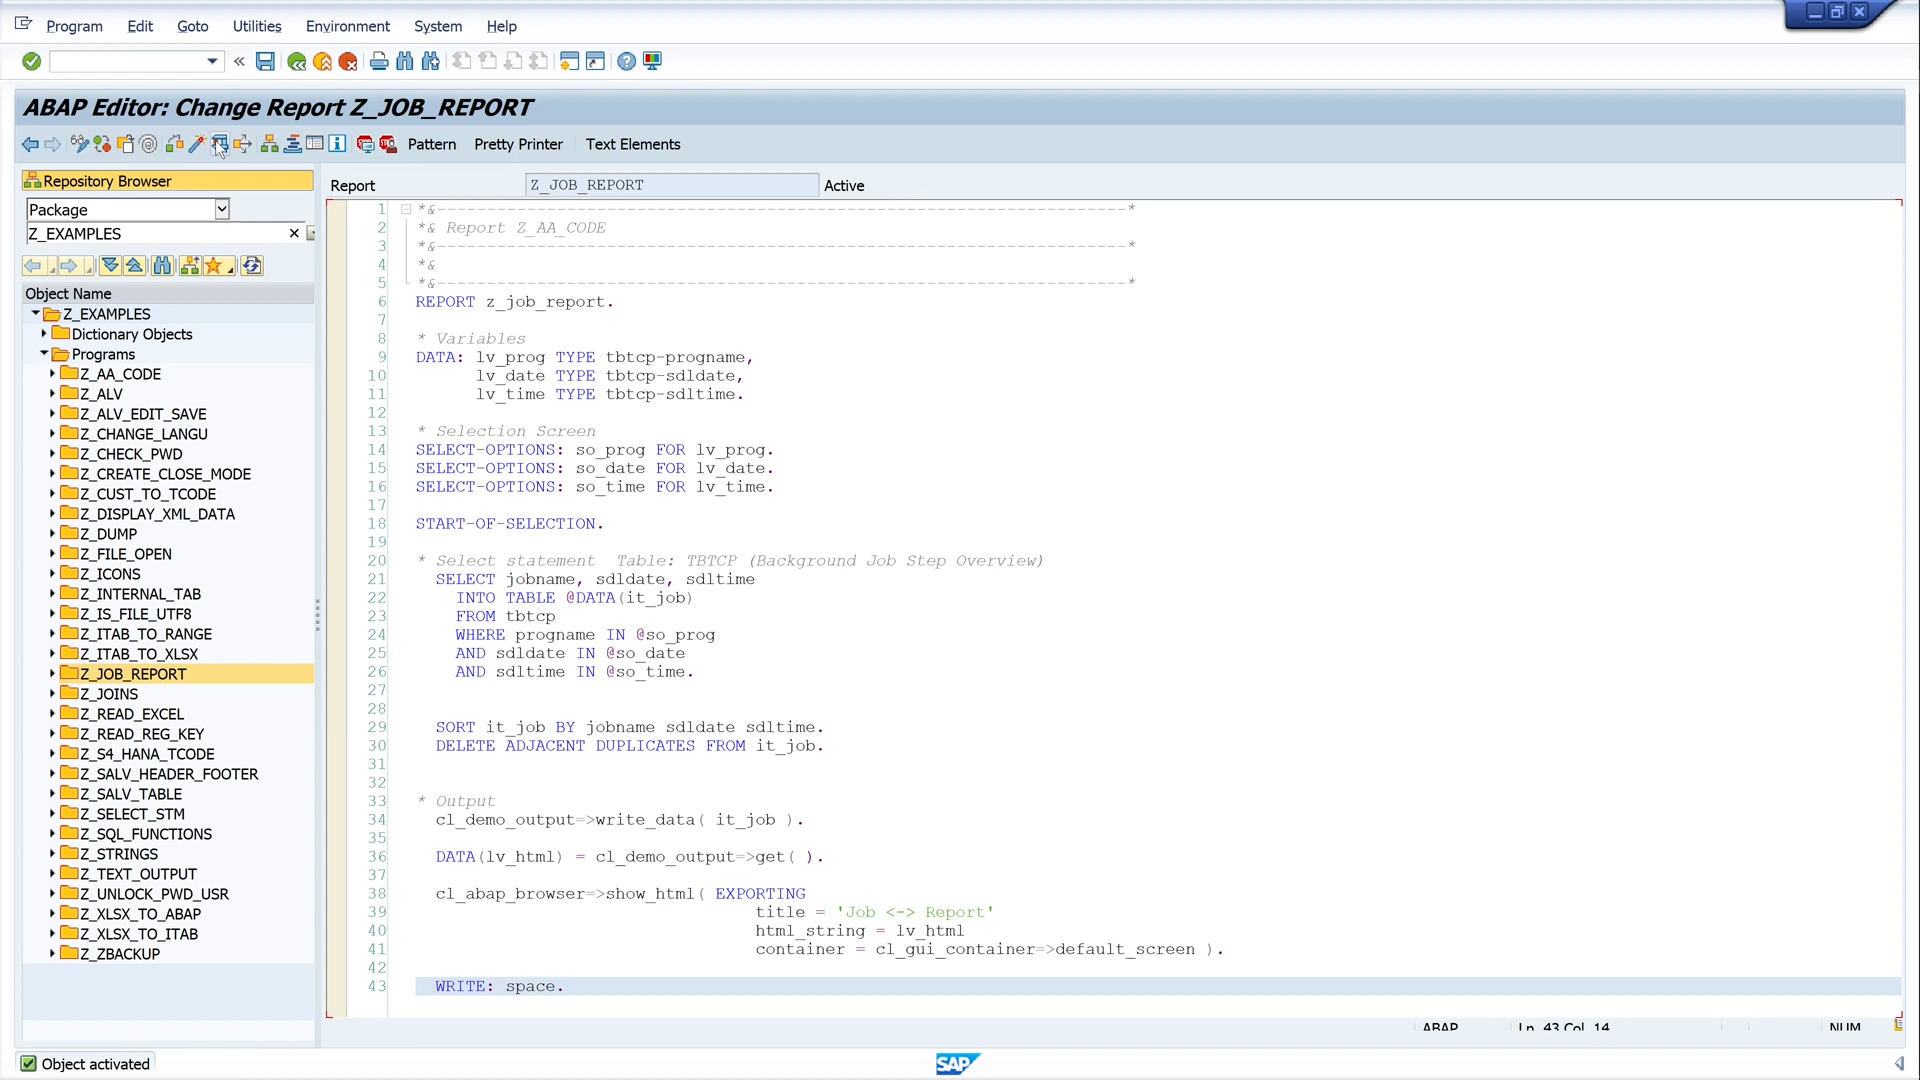 Program Edit Goto Utilities Environment System Help
ABAP Editor: Change Report Z_JOB_REPORT
Pattern Pretty Printer Text Elements
Repository Browser
Package
Z_EXAMPLES
Object Name
Z_EXAMPLES
Dictionary Objects
Programs
Z_AA_CODE
Z_ALV
Z_ALV_EDIT_SAVE
Z_CHANGE_LANGU
Z_CHECK_PWD
Z_CREATE_CLOSE_MODE
Z_CUST_TO_TCODE
Z_DISPLAY_XML_DATA
Z_DUMP
Z_FILE_OPEN
Z_ICONS
Z_INTERNAL_TAB
Z_IS_FILE_UTF8
Z_ITAB_TO_RANGE
Z_ITAB_TO_XLSX
Z_JOB_REPORT
Z_JOINS
Z_READ_EXCEL
Z_READ_REG_KEY
Z_S4_HANA_TCODE
Z_SALV_HEADER_FOOTER
Z_SALV_TABLE
Z_SELECT_STM
Z_SQL_FUNCTIONS
Z_STRINGS
Z_TEXT_OUTPUT
Z_UNLOCK_PWD_USR
Z_XLSX_TO_ABAP
Z_XLSX_TO_ITAB
Z_ZBACKUP
Report Z_JOB_REPORT Active
1 *&---------------------------------------------------------------------*
2 *& Report Z_AA_CODE
3 *&---------------------------------------------------------------------*
4 *&
5 *&---------------------------------------------------------------------*
6 REPORT z_job_report.
7
8 * Variables
9 DATA: lv_prog TYPE tbtcp-progname,
10 lv_date TYPE tbtcp-sdldate,
11 lv_time TYPE tbtcp-sdltime.
12
13 * Selection Screen
14 SELECT-OPTIONS: so_prog FOR lv_prog.
15 SELECT-OPTIONS: so_date FOR lv_date.
16 SELECT-OPTIONS: so_time FOR lv_time.
17
18 START-OF-SELECTION.
19
20 * Select statement  Table: TBTCP (Background Job Step Overview)
21 SELECT jobname, sdldate, sdltime
22 INTO TABLE @DATA(it_job)
23 FROM tbtcp
24 WHERE progname IN @so_prog
25 AND sdldate IN @so_date
26 AND sdltime IN @so_time.
27
28
29 SORT it_job BY jobname sdldate sdltime.
30 DELETE ADJACENT DUPLICATES FROM it_job.
31
32
33 * Output
34 cl_demo_output=>write_data( it_job ).
35
36 DATA(lv_html) = cl_demo_output=>get( ).
37
38 cl_abap_browser=>show_html( EXPORTING
39 title = 'Job <-> Report'
40 html_string = lv_html
41 container = cl_gui_container=>default_screen ).
42
43 WRITE: space.
ABAP Ln 43 Col 14 NUM
Object activated
SAP